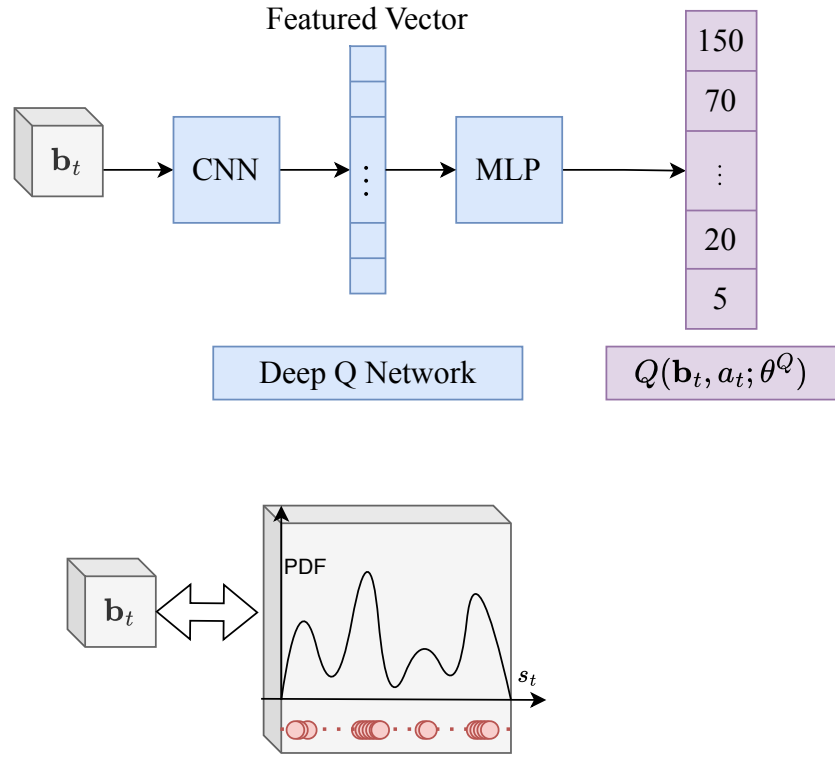 Featured Vector
b_t
CNN
⋮
MLP
150
70
⋮
20
5
Deep Q Network
Q(b_t, a_t; θ^Q)
PDF
b_t
s_t